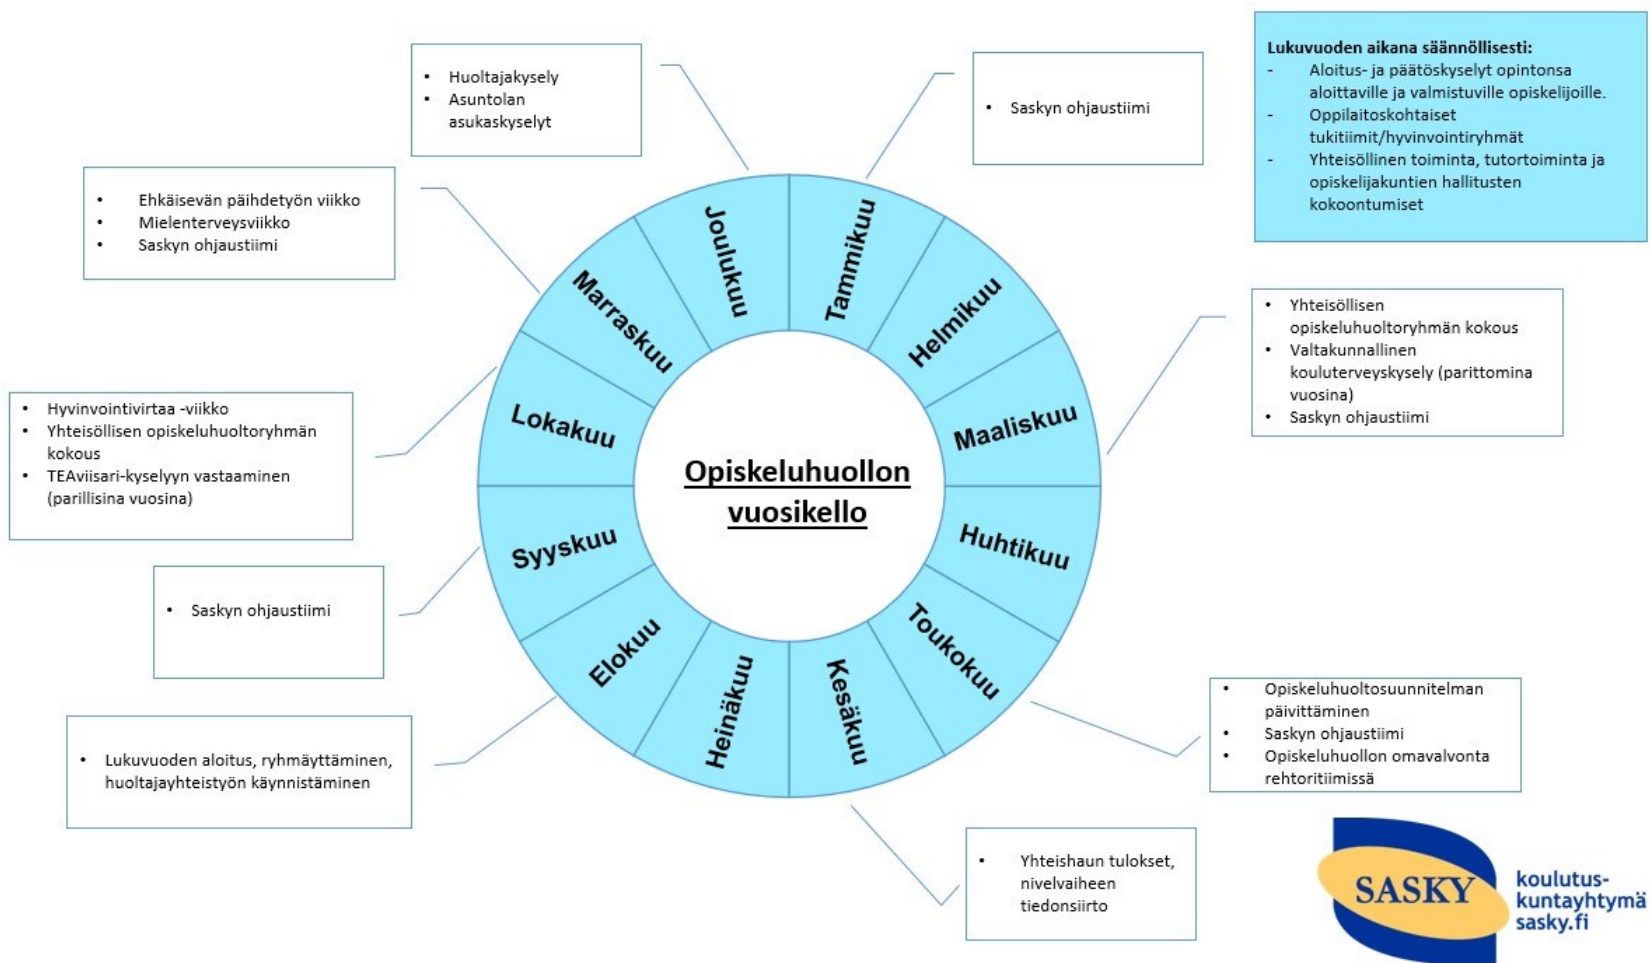 Opiskeluhuollon
vuosikello
Tammikuu
Helmikuu
Maaliskuu
Huhtikuu
Toukokuu
Kesäkuu
Heinäkuu
Elokuu
Syyskuu
Lokakuu
Marraskuu
Joulukuu
• Saskyn ohjaustiimi
Lukuvuoden aikana säännöllisesti:
- Aloitus- ja päätöskyselyt opintonsa
aloittaville ja valmistuville opiskelijoille.
- Oppilaitoskohtaiset
tukitiimit/hyvinvointiryhmät
- Yhteisöllinen toiminta, tutortoiminta ja
opiskelijakuntien hallitusten
kokoontumiset
• Yhteisöllisen
opiskeluhuoltoryhmän kokous
• Valtakunnallinen
kouluterveyskysely (parittomina
vuosina)
• Saskyn ohjaustiimi
• Opiskeluhuoltosuunnitelman
päivittäminen
• Saskyn ohjaustiimi
• Opiskeluhuollon omavalvonta
rehtoritiimissä
• Yhteishaun tulokset,
nivelvaiheen
tiedonsiirto
• Lukuvuoden aloitus, ryhmäyttäminen,
huoltajayhteistyön käynnistäminen
• Saskyn ohjaustiimi
• Hyvinvointivirtaa -viikko
• Yhteisöllisen opiskeluhuoltoryhmän
kokous
• TEAviisari-kyselyyn vastaaminen
(parillisina vuosina)
• Ehkäisevän päihdetyön viikko
• Mielenterveysviikko
• Saskyn ohjaustiimi
• Huoltajakysely
• Asuntolan
asukaskyselyt
SASKY
koulutus-
kuntayhtymä
sasky.fi